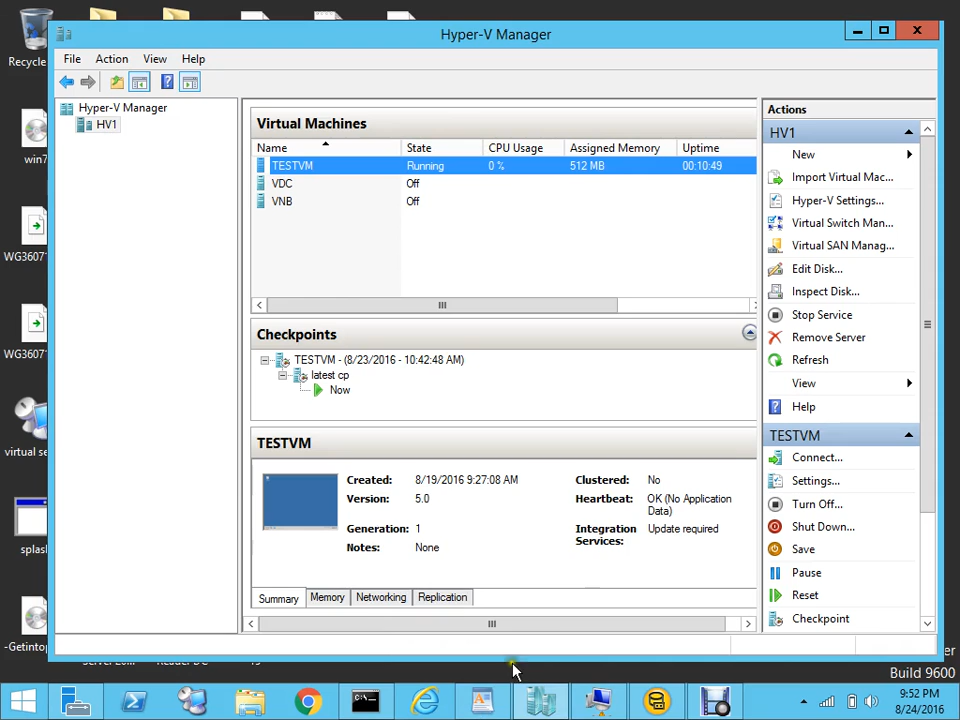 Hyper-V Manager
Recycle
File Action View Help
Hyper-V Manager
HV1
Virtual Machines
Name State CPU Usage Assigned Memory Uptime
TESTVM Running 0 % 512 MB 00:10:49
VDC Off
VNB Off
Checkpoints
TESTVM - (8/23/2016 - 10:42:48 AM)
latest cp
Now
TESTVM
Created: 8/19/2016 9:27:08 AM
Version: 5.0
Generation: 1
Notes: None
Clustered: No
Heartbeat: OK (No Application
Data)
Integration Update required
Services:
Summary Memory Networking Replication
Actions
HV1
New
Import Virtual Mac...
Hyper-V Settings...
Virtual Switch Man...
Virtual SAN Manag...
Edit Disk...
Inspect Disk...
Stop Service
Remove Server
Refresh
View
Help
TESTVM
Connect...
Settings...
Turn Off...
Shut Down...
Save
Pause
Reset
Checkpoint
win7
WG3607
WG3607
virtual se
splas
-Getinto
Build 9600
9:52 PM
8/24/2016